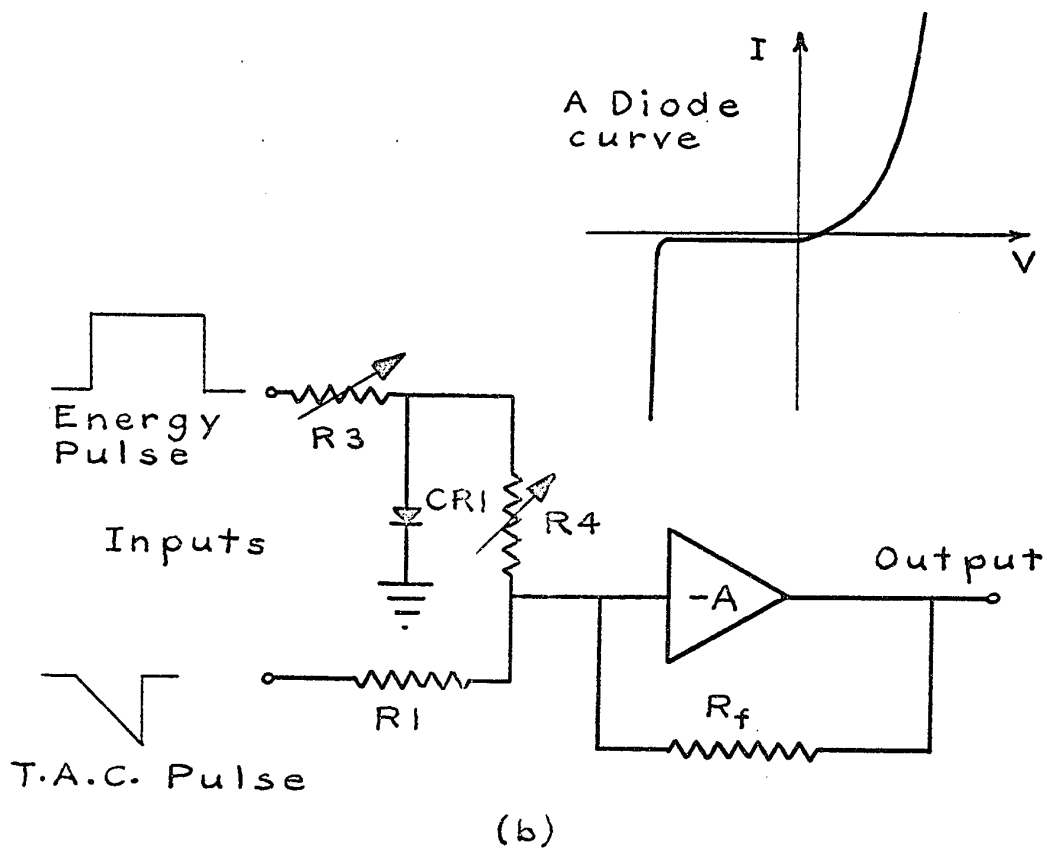 I
A Diode
curve
V
Energy
Pulse
R3
CR1
R4
Inputs
-A
Output
R1
Rf
T.A.C. Pulse
(b)